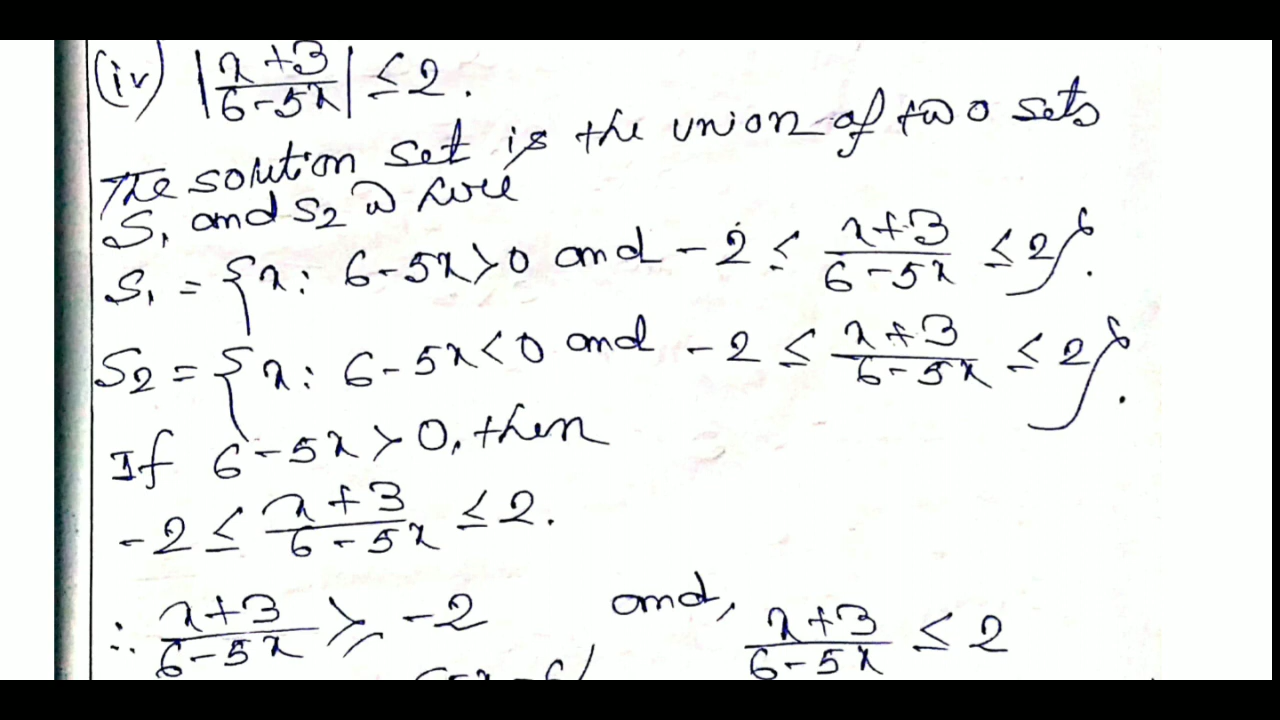 (iv) |x+3/6-5x| ≤ 2.
The solution set is the union of two sets
S₁ and S₂ where
S₁ = {x: 6-5x>0 and -2 ≤ x+3/6-5x ≤ 2}.
S₂ = {x: 6-5x<0 and -2 ≤ x+3/6-5x ≤ 2}.
If 6-5x > 0, then
-2 ≤ x+3/6-5x ≤ 2.
∴ x+3/6-5x ≥ -2 and, x+3/6-5x ≤ 2